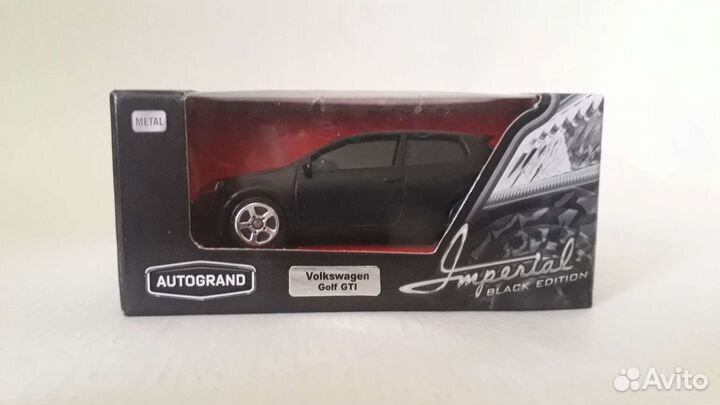 METAL
AUTOGRAND
Volkswagen
Golf GTI
Imperial
BLACK EDITION
Avito